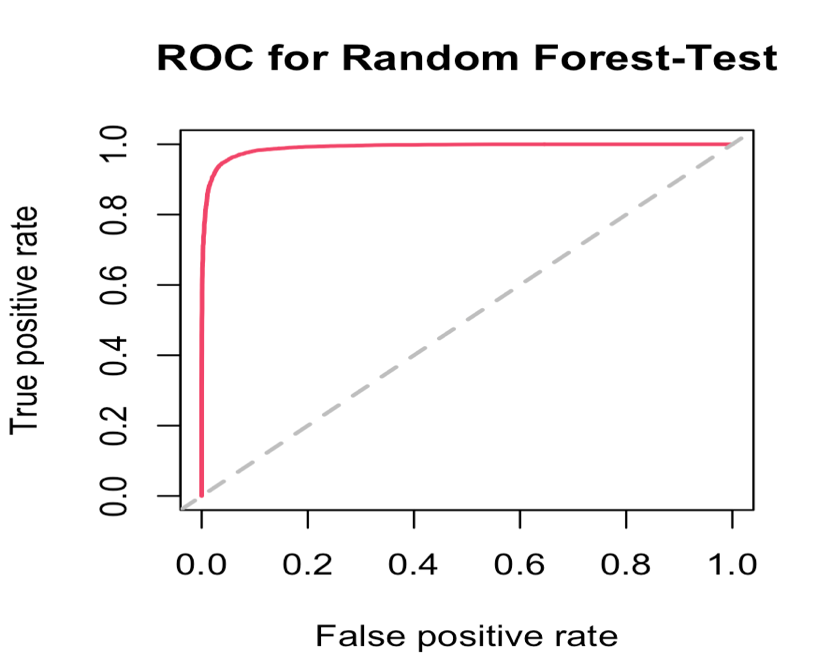 ROC for Random Forest-Test
True positive rate
1.0
0.8
0.6
0.4
0.2
0.0
0.0 0.2 0.4 0.6 0.8 1.0
False positive rate